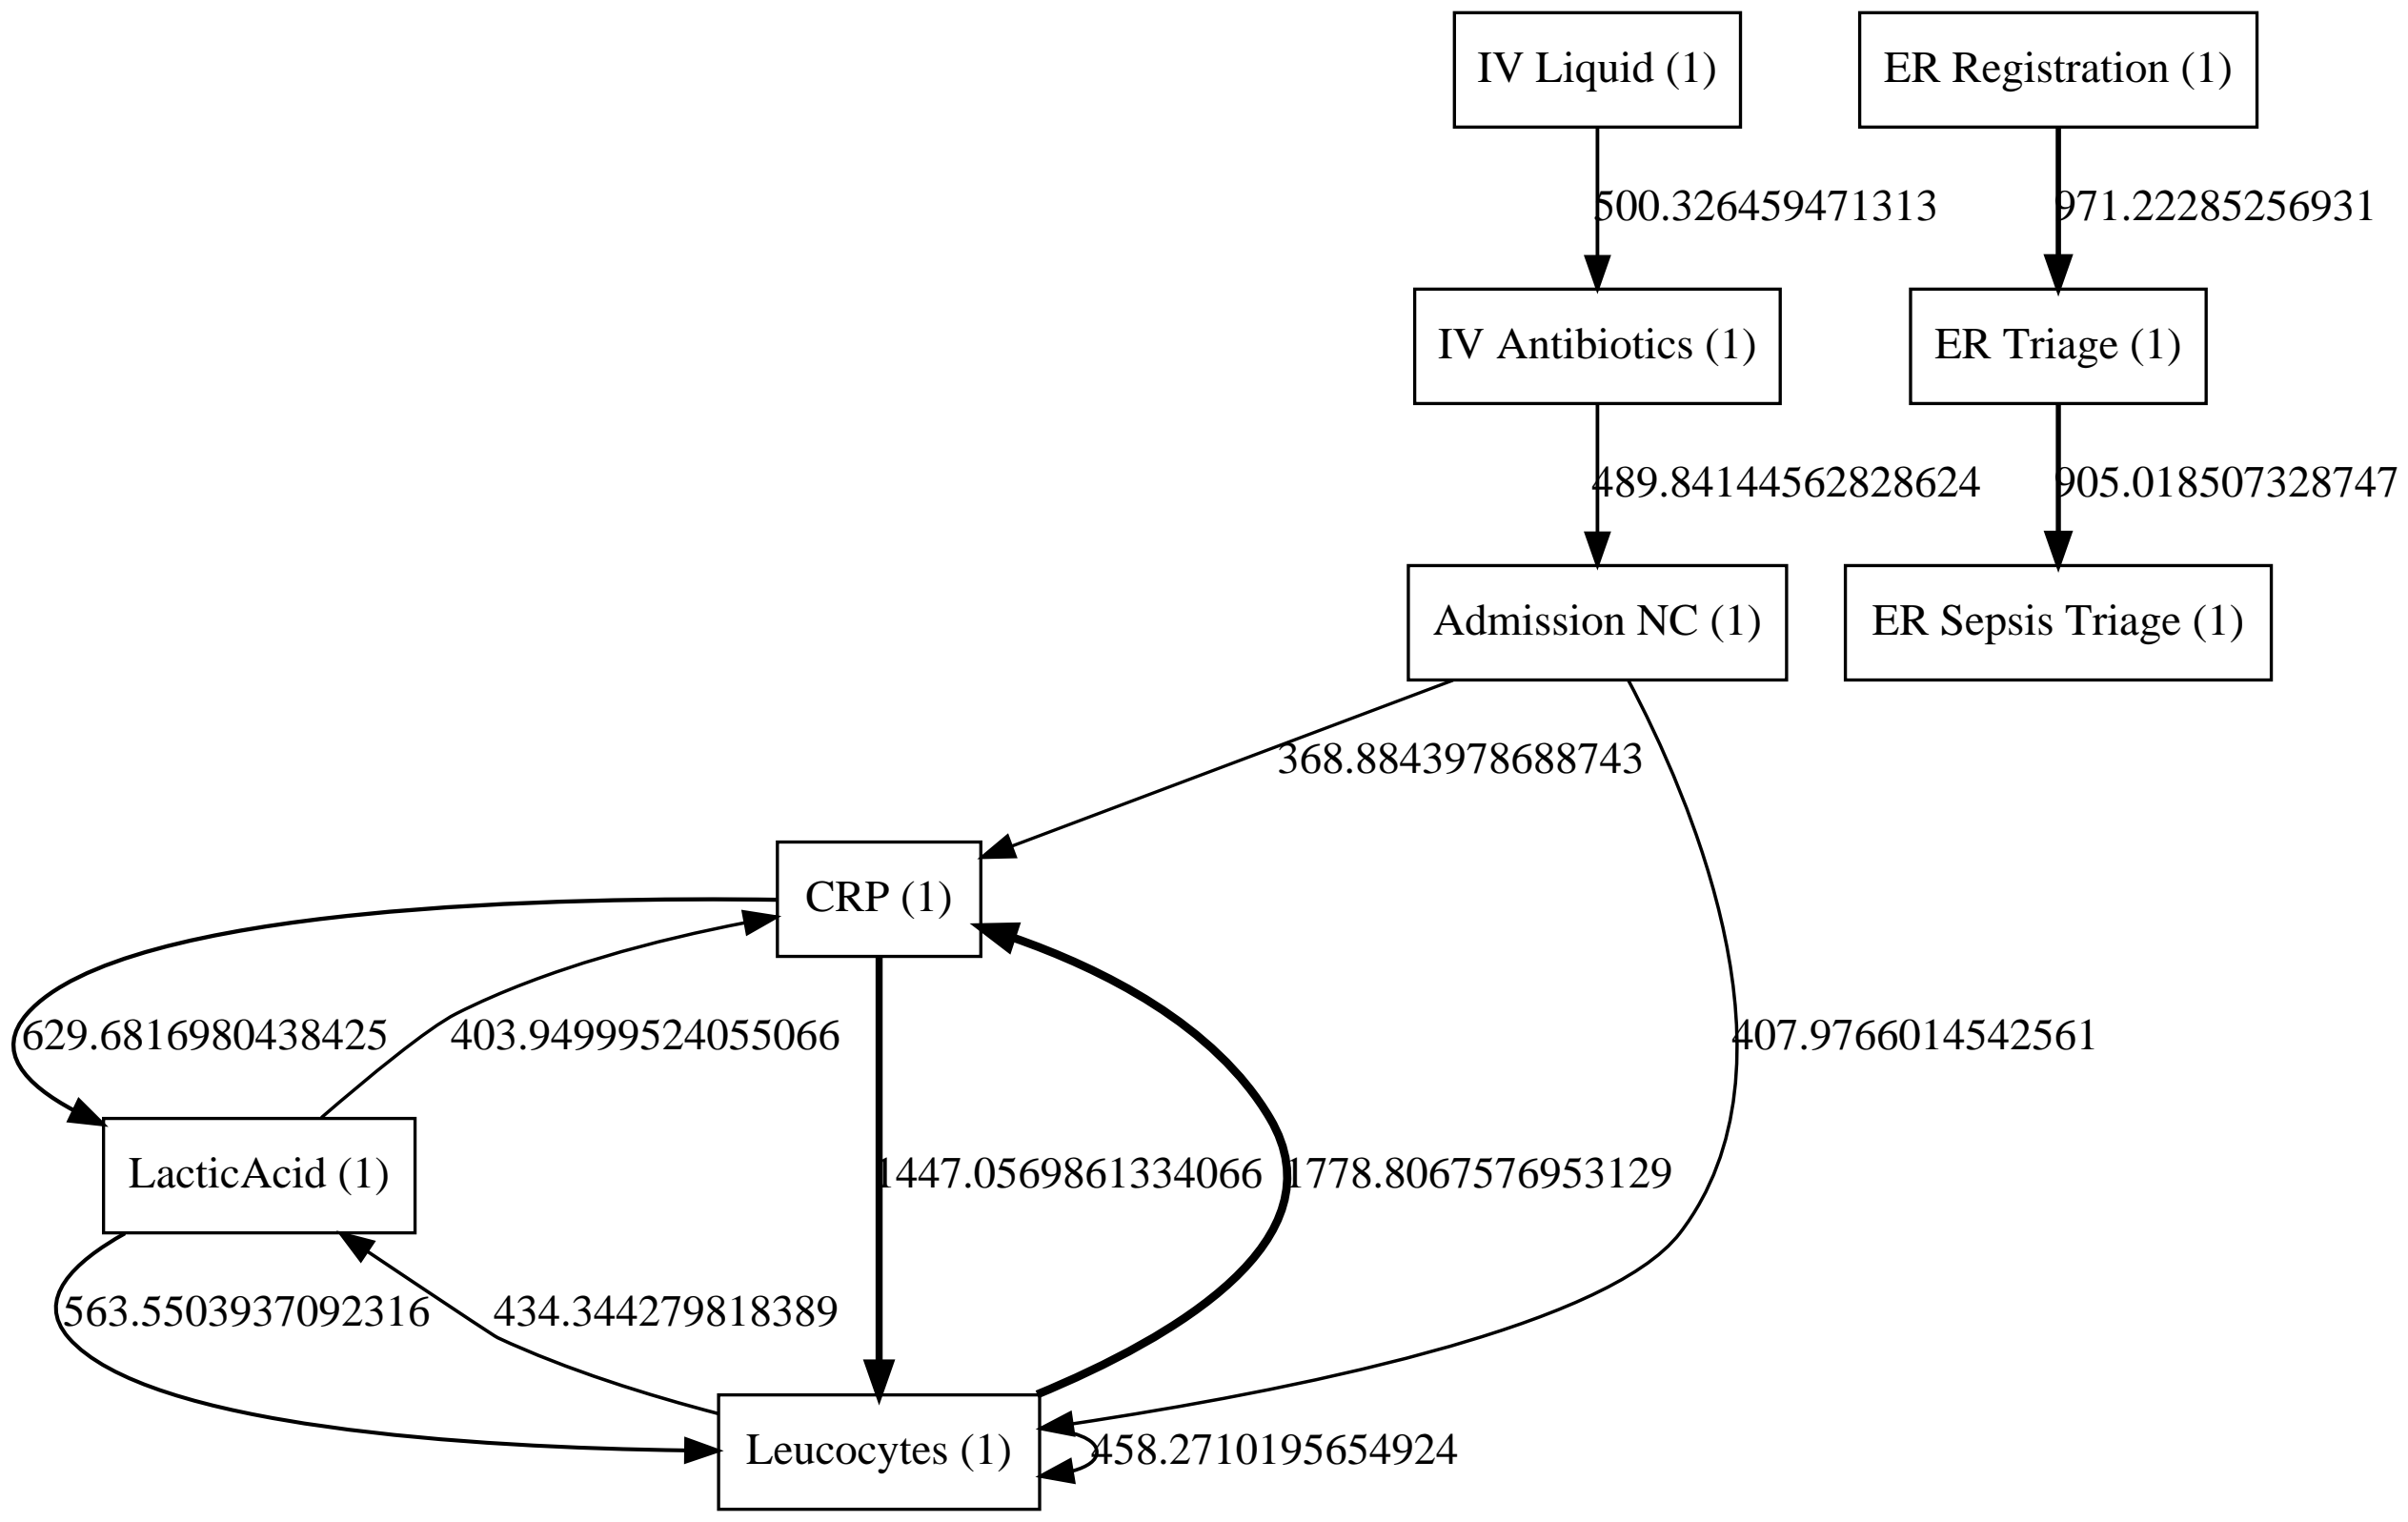 IV Liquid (1)
ER Registration (1)
500.326459471313
971.22285256931
IV Antibiotics (1)
ER Triage (1)
489.84144562828624
905.018507328747
Admission NC (1)
ER Sepsis Triage (1)
368.8843978688743
CRP (1)
629.6816980438425
403.94999524055066
407.9766014542561
LacticAcid (1)
1447.0569861334066
1778.8067576953129
563.5503937092316
434.344279818389
Leucocytes (1)
458.2710195654924